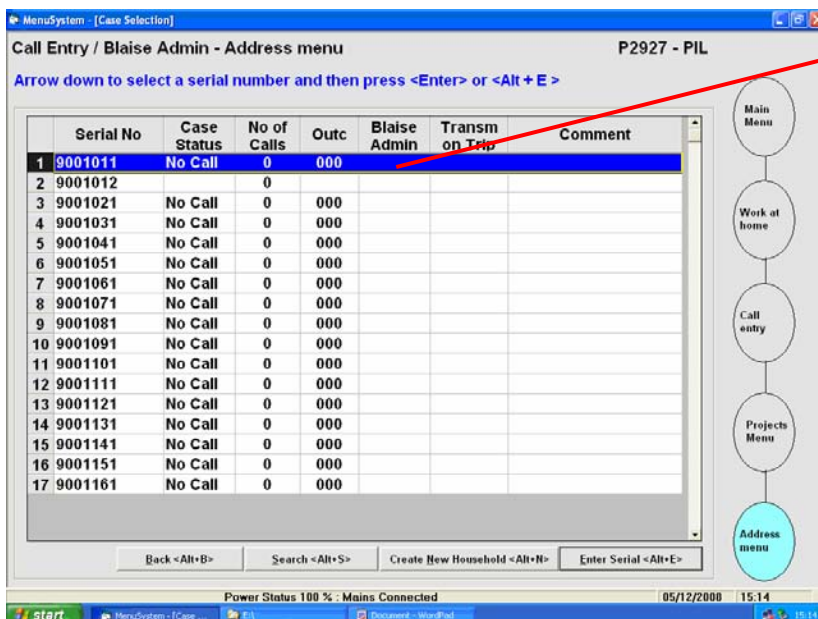 MenuSystem - [Case Selection]
Call Entry / Blaise Admin - Address menu
P2927 - PIL
Arrow down to select a serial number and then press <Enter> or <Alt + E >
Serial No Case Status No of Calls Outc Blaise Admin Transm on Trip Comment
1 9001011 No Call 0 000
2 9001012 0
3 9001021 No Call 0 000
4 9001031 No Call 0 000
5 9001041 No Call 0 000
6 9001051 No Call 0 000
7 9001061 No Call 0 000
8 9001071 No Call 0 000
9 9001081 No Call 0 000
10 9001091 No Call 0 000
11 9001101 No Call 0 000
12 9001111 No Call 0 000
13 9001121 No Call 0 000
14 9001131 No Call 0 000
15 9001141 No Call 0 000
16 9001151 No Call 0 000
17 9001161 No Call 0 000
Back <Alt+B> Search <Alt+S> Create New Household <Alt+N> Enter Serial <Alt+E>
Main
Menu
Work at
home
Call
entry
Projects
Menu
Address
menu
Power Status 100 % : Mains Connected 05/12/2008 15:14
start MenuSystem - [Case ... E:\ Document - WordPad 15:14